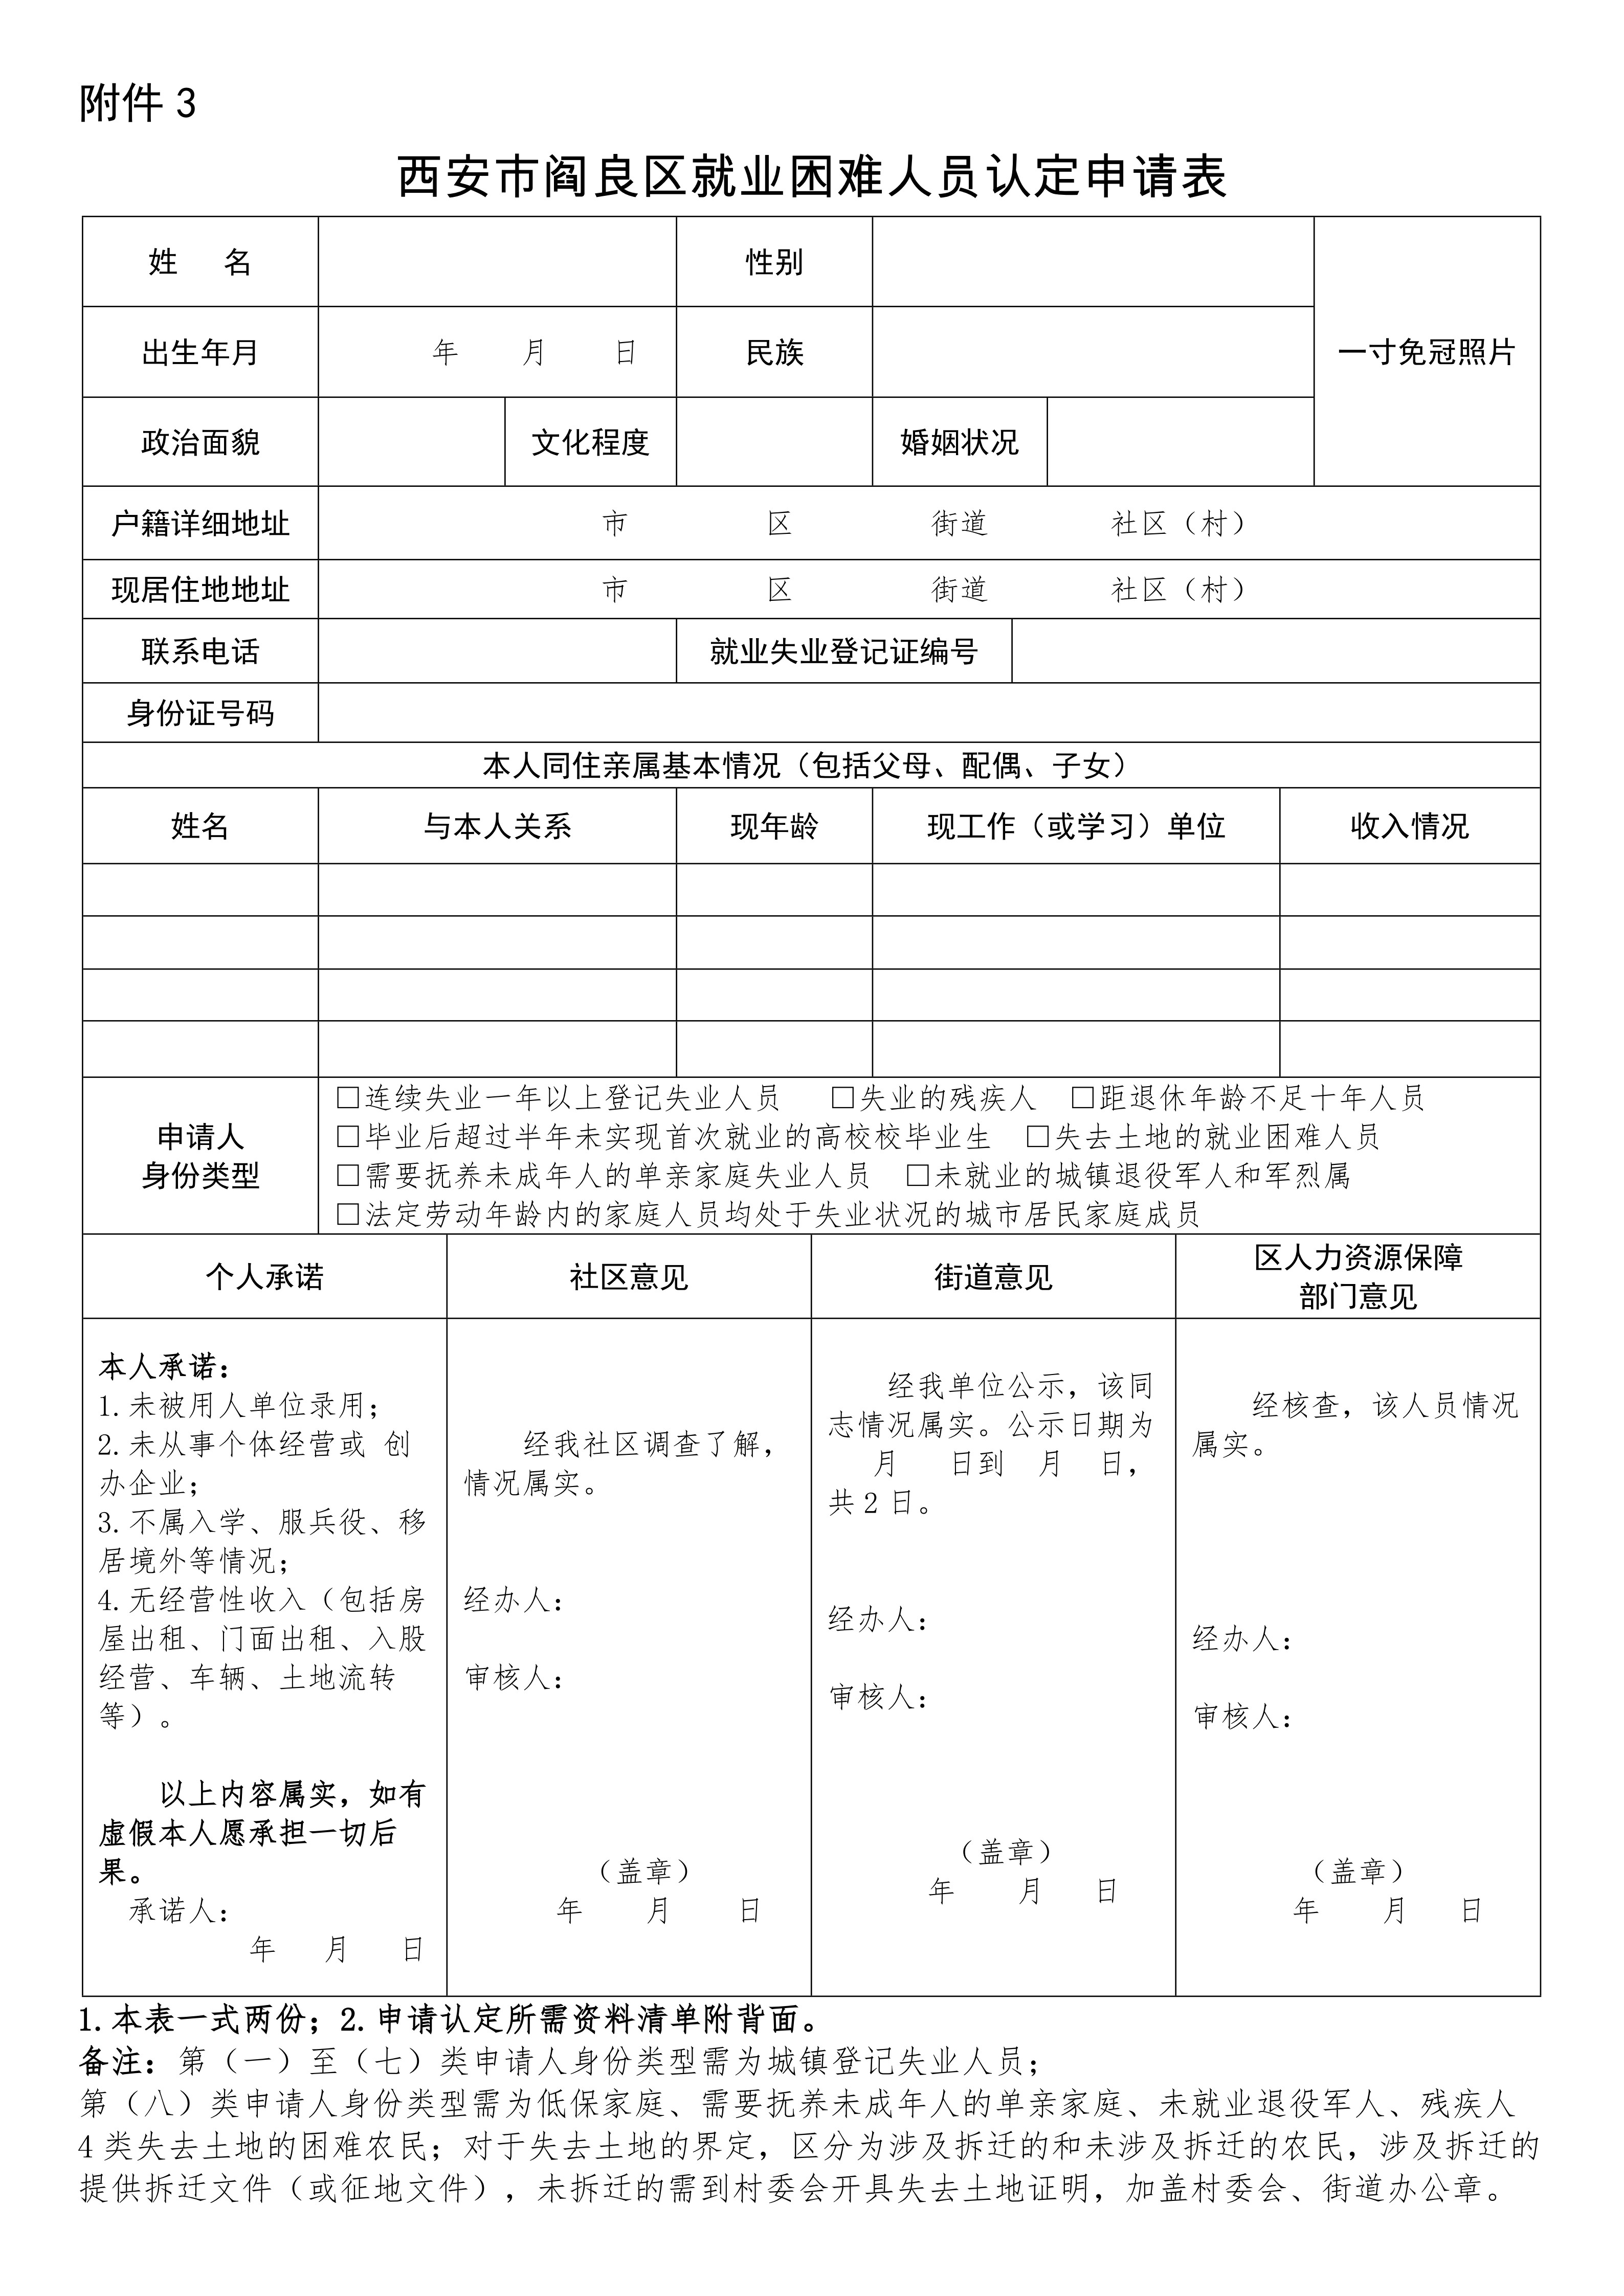 附件 3
西安市阎良区就业困难人员认定申请表
姓 名
性别
一寸免冠照片
出生年月
年 月 日
民族
政治面貌
文化程度
婚姻状况
户籍详细地址
市 区 街道 社区（村）
现居住地地址
市 区 街道 社区（村）
联系电话
就业失业登记证编号
身份证号码
本人同住亲属基本情况（包括父母、配偶、子女）
姓名
与本人关系
现年龄
现工作（或学习）单位
收入情况
申请人
身份类型
□连续失业一年以上登记失业人员 □失业的残疾人 □距退休年龄不足十年人员
□毕业后超过半年未实现首次就业的高校校毕业生 □失去土地的就业困难人员
□需要抚养未成年人的单亲家庭失业人员 □未就业的城镇退役军人和军烈属
□法定劳动年龄内的家庭人员均处于失业状况的城市居民家庭成员
个人承诺
社区意见
街道意见
区人力资源保障
部门意见
本人承诺：
1.未被用人单位录用；
2.未从事个体经营或 创
办企业；
3.不属入学、服兵役、移
居境外等情况；
4.无经营性收入（包括房
屋出租、门面出租、入股
经营、车辆、土地流转
等）。
以上内容属实，如有
虚假本人愿承担一切后
果。
承诺人：
年 月 日
经我社区调查了解，
情况属实。
经办人：
审核人：
（盖章）
年 月 日
经我单位公示，该同
志情况属实。公示日期为
月 日到 月 日，
共 2 日。
经办人：
审核人：
（盖章）
年 月 日
经核查，该人员情况
属实。
经办人：
审核人：
（盖章）
年 月 日
1.本表一式两份；2.申请认定所需资料清单附背面。
备注：第（一）至（七）类申请人身份类型需为城镇登记失业人员；
第（八）类申请人身份类型需为低保家庭、需要抚养未成年人的单亲家庭、未就业退役军人、残疾人
4 类失去土地的困难农民；对于失去土地的界定，区分为涉及拆迁的和未涉及拆迁的农民，涉及拆迁的
提供拆迁文件（或征地文件），未拆迁的需到村委会开具失去土地证明，加盖村委会、街道办公章。